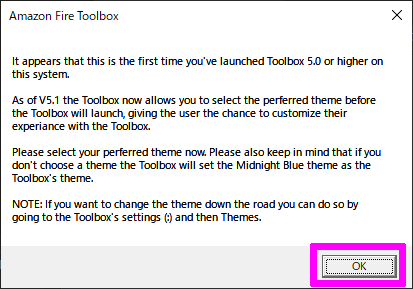 Amazon Fire Toolbox
It appears that this is the first time you've launched Toolbox 5.0 or higher on
this system.
As of V5.1 the Toolbox now allows you to select the perferred theme before
the Toolbox will launch, giving the user the chance to customize their
experiance with the Toolbox.
Please select your perferred theme now. Please also keep in mind that if you
don't choose a theme the Toolbox will set the Midnight Blue theme as the
Toolbox's theme.
NOTE: If you want to change the theme down the road you can do so by
going to the Toolbox's settings (:) and then Themes.
OK